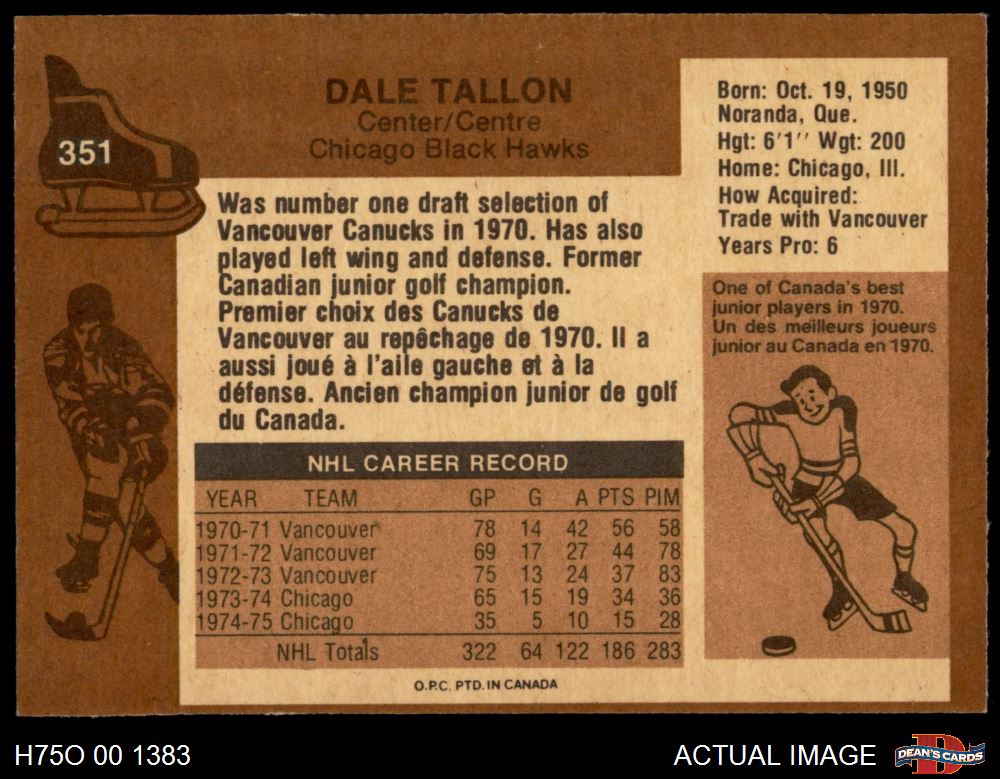 351
DALE TALLON
Center/Centre
Chicago Black Hawks
Born: Oct. 19, 1950
Noranda, Que.
Hgt: 6'1'' Wgt: 200
Home: Chicago, Ill.
How Acquired:
Trade with Vancouver
Years Pro: 6
Was number one draft selection of
Vancouver Canucks in 1970. Has also
played left wing and defense. Former
Canadian junior golf champion.
Premier choix des Canucks de
Vancouver au repêchage de 1970. Il a
aussi joué à l'aile gauche et à la
défense. Ancien champion junior de golf
du Canada.
One of Canada's best
junior players in 1970.
Un des meilleurs joueurs
junior au Canada en 1970.
NHL CAREER RECORD
YEAR TEAM GP G A PTS PIM
1970-71 Vancouver 78 14 42 56 58
1971-72 Vancouver 69 17 27 44 78
1972-73 Vancouver 75 13 24 37 83
1973-74 Chicago 65 15 19 34 36
1974-75 Chicago 35 5 10 15 28
NHL Totals 322 64 122 186 283
O.P.C. PTD. IN CANADA
H75O 00 1383
ACTUAL IMAGE
DEAN'S CARDS